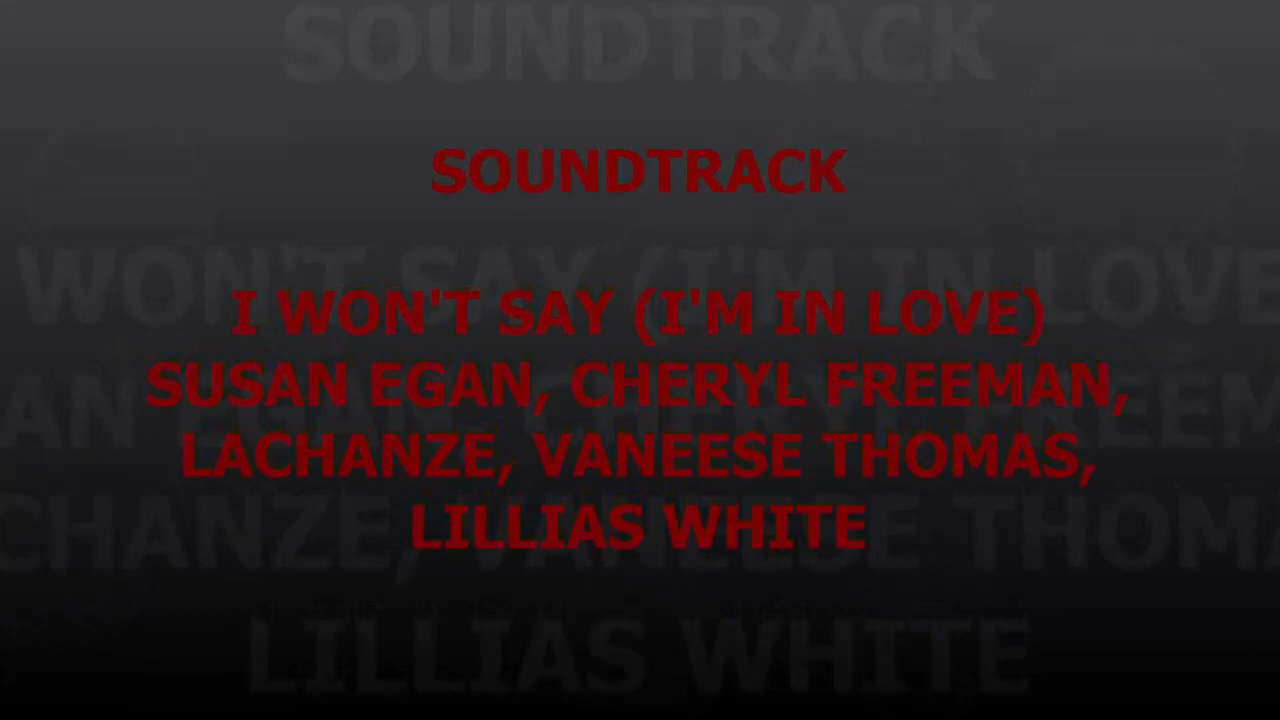 SOUNDTRACK
I WON'T SAY (I'M IN LOVE)
SUSAN EGAN, CHERYL FREEMAN,
LACHANZE, VANEESE THOMAS,
LILLIAS WHITE